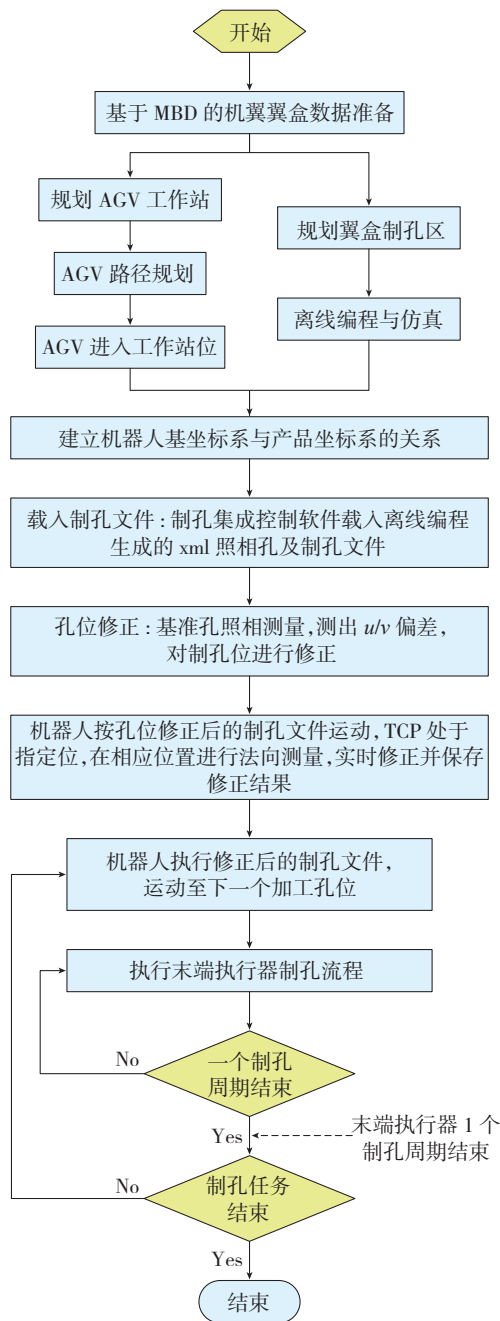 开始
基于 MBD 的机翼翼盒数据准备
规划 AGV 工作站
AGV 路径规划
AGV 进入工作站位
规划翼盒制孔区
离线编程与仿真
建立机器人基坐标系与产品坐标系的关系
载入制孔文件：制孔集成控制软件载入离线编程
生成的 xml 照相孔及制孔文件
孔位修正：基准孔照相测量，测出 u/v 偏差，
对制孔位进行修正
机器人按孔位修正后的制孔文件运动，TCP 处于
指定位，在相应位置进行法向测量，实时修正并保存
修正结果
机器人执行修正后的制孔文件，
运动至下一个加工孔位
执行末端执行器制孔流程
No
一个制孔
周期结束
Yes
末端执行器 1 个
制孔周期结束
No
制孔任务
结束
Yes
结束